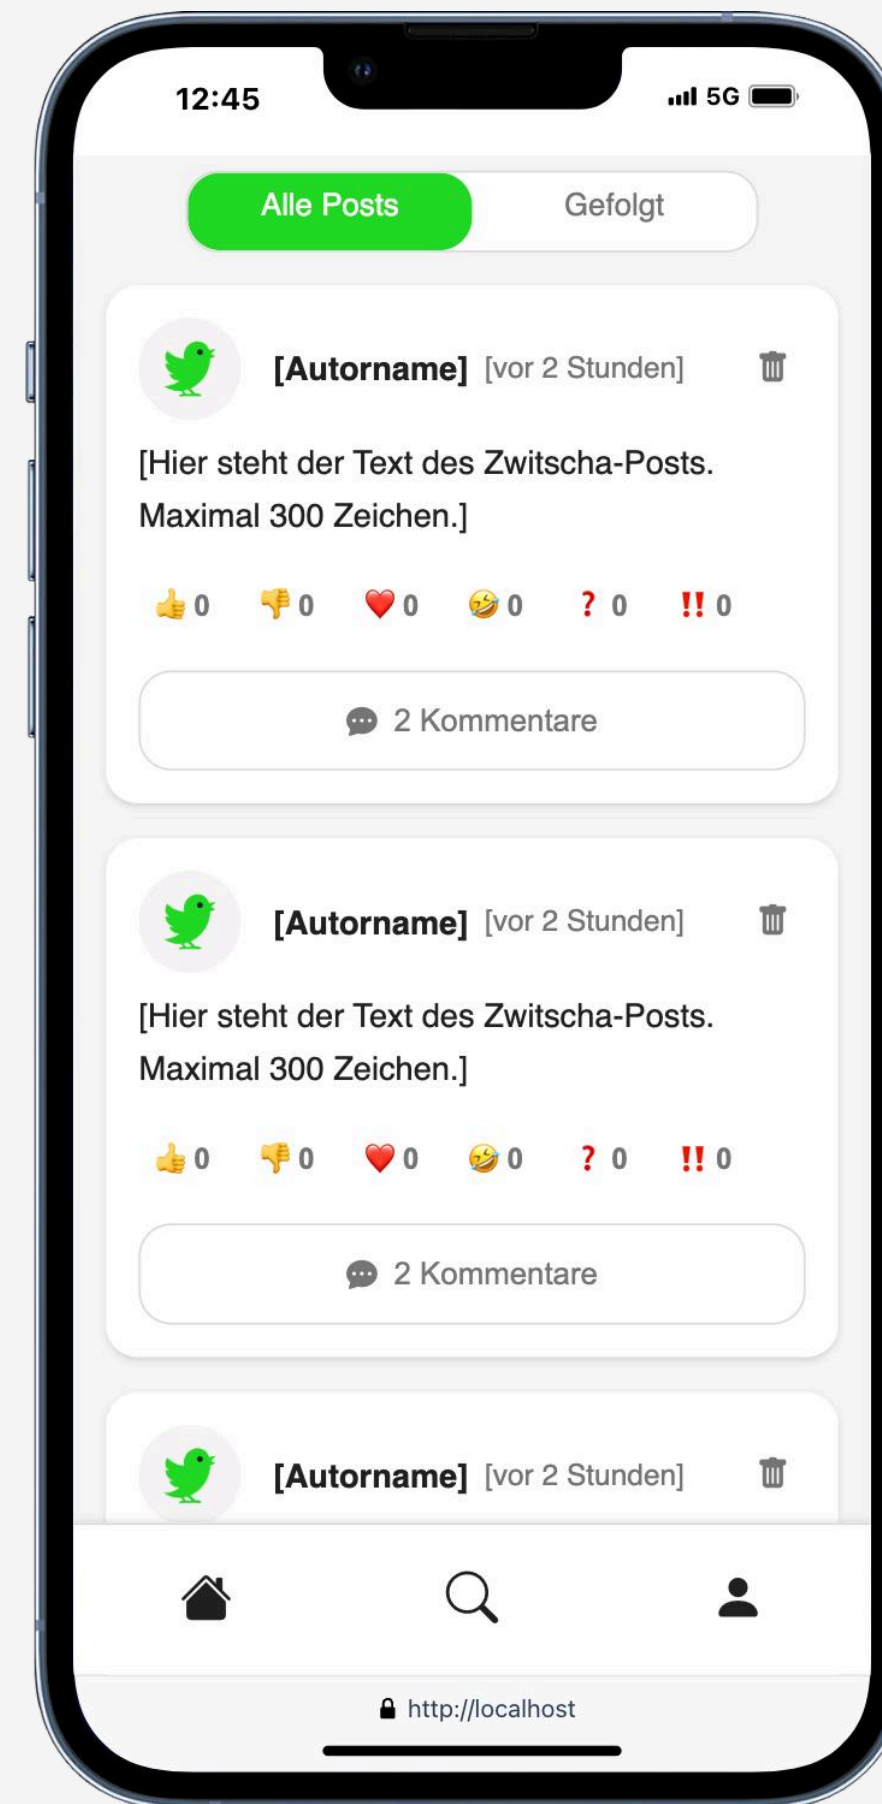 12:45 5G
Alle Posts Gefolgt
[Autorname] [vor 2 Stunden]
[Hier steht der Text des Zwitscha-Posts.
Maximal 300 Zeichen.]
👍 0 👎 0 ❤️ 0 🤣 0 ❓ 0 ‼️ 0
2 Kommentare
[Autorname] [vor 2 Stunden]
[Hier steht der Text des Zwitscha-Posts.
Maximal 300 Zeichen.]
👍 0 👎 0 ❤️ 0 🤣 0 ❓ 0 ‼️ 0
2 Kommentare
[Autorname] [vor 2 Stunden]
http://localhost